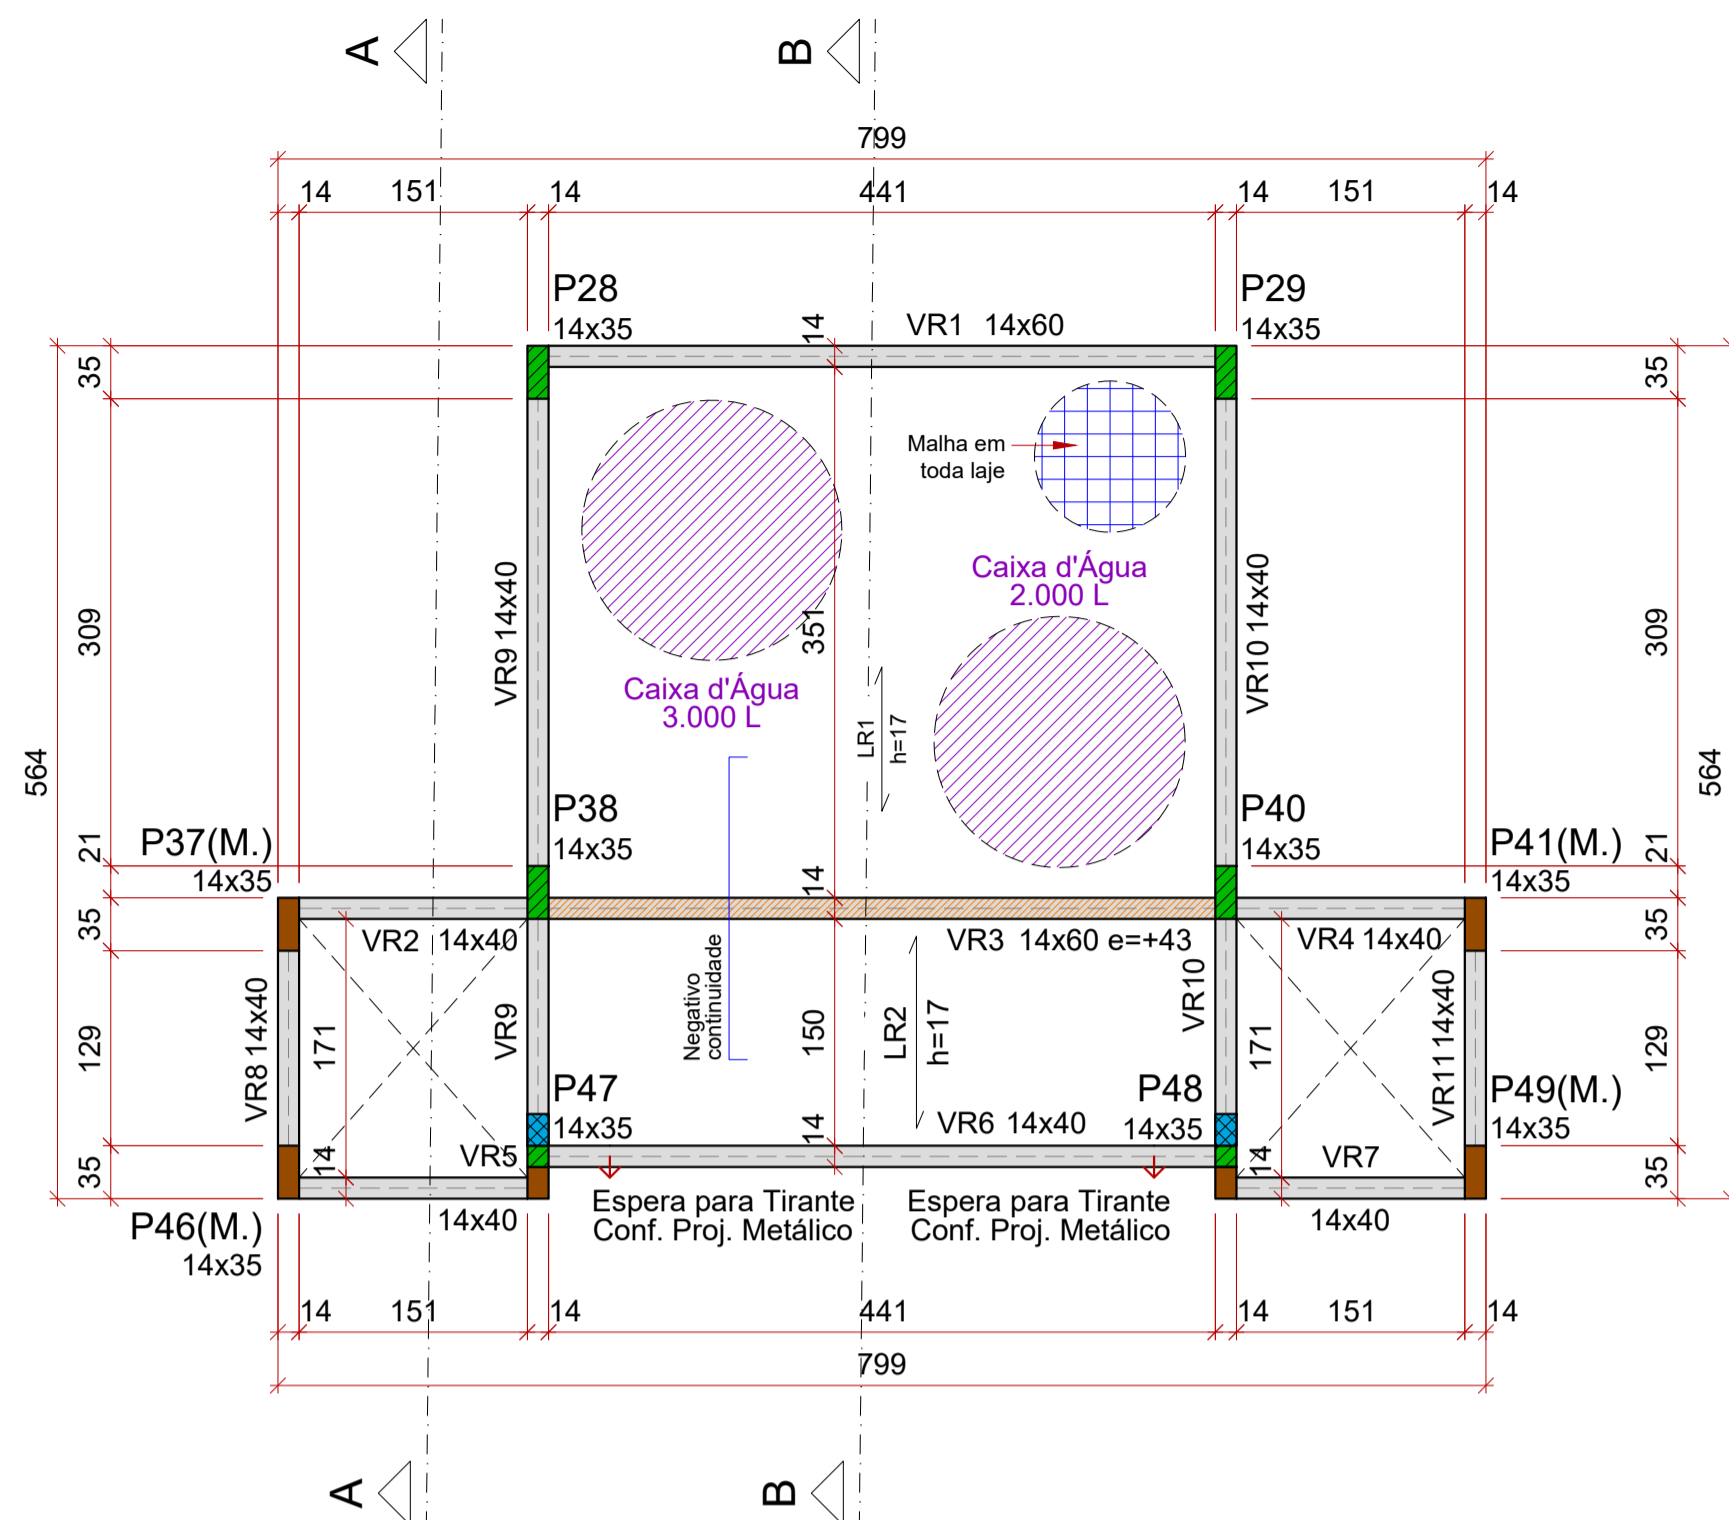 A
B
799
14
151
14
441
14
151
14
P28
14x35
14
VR1 14x60
P29
14x35
35
35
Malha em
toda laje
309
VR9 14x40
351
Caixa d'Água
2.000 L
VR10 14x40
309
Caixa d'Água
3.000 L
LR1
h=17
564
564
P38
14x35
P40
14x35
21
P37(M.)
14x35
14
P41(M.)
14x35
21
35
VR2 14x40
VR3 14x60 e=+43
VR4 14x40
35
129
VR8 14x40
171
VR9
Negativo
continuidade
150
LR2
h=17
VR10
171
VR11 14x40
129
P47
14x35
P48
14x35
P49(M.)
14x35
35
14
VR5
14
VR6 14x40
14
VR7
35
P46(M.)
14x35
14x40
Espera para Tirante
Conf. Proj. Metálico
Espera para Tirante
Conf. Proj. Metálico
14x40
14
151
14
441
14
151
14
799
A
B